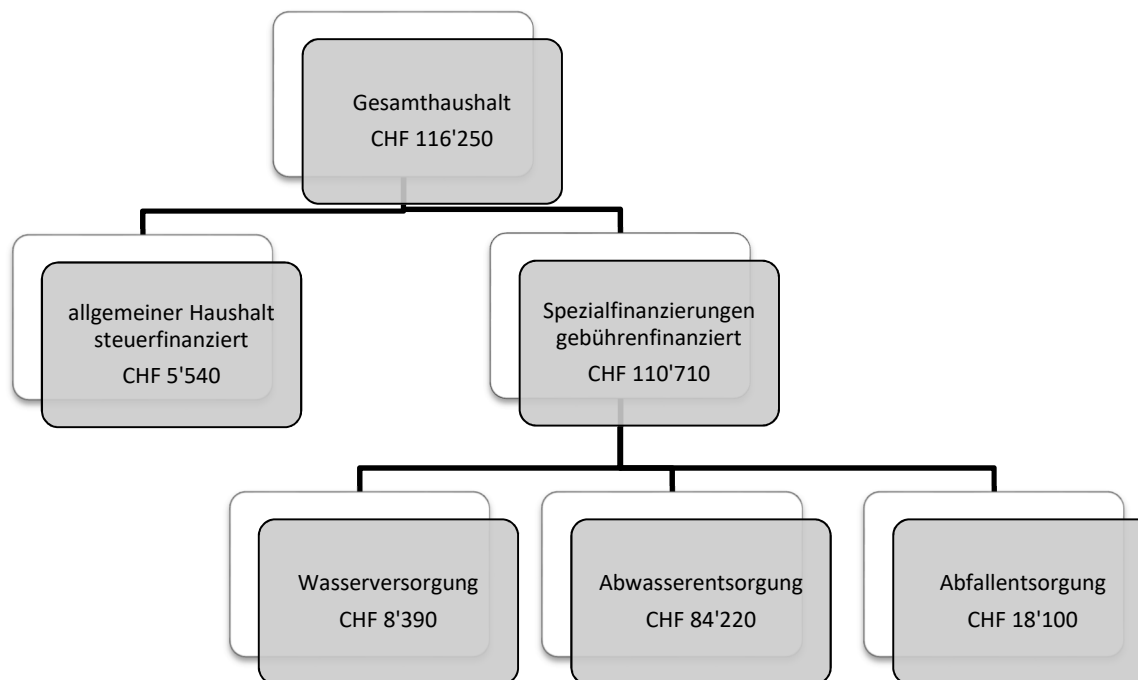 Gesamthaushalt
CHF 116'250
allgemeiner Haushalt
steuerfinanziert
CHF 5'540
Spezialfinanzierungen
gebührenfinanziert
CHF 110'710
Wasserversorgung
CHF 8'390
Abwasserentsorgung
CHF 84'220
Abfallentsorgung
CHF 18'100